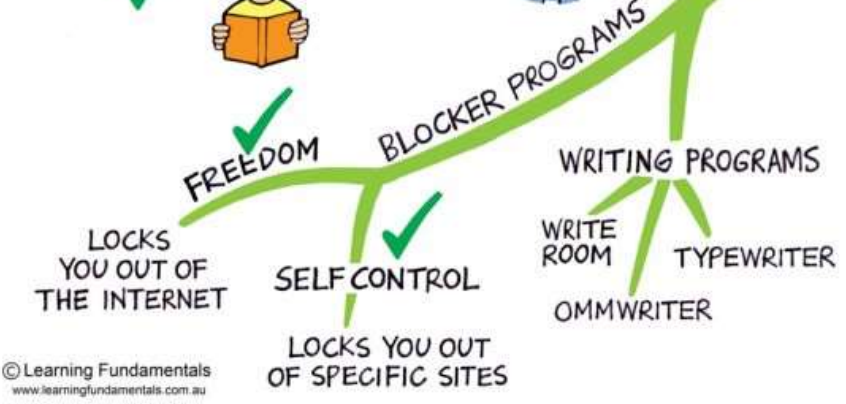 BLOCKER PROGRAMS
FREEDOM
LOCKS
YOU OUT OF
THE INTERNET
SELF CONTROL
LOCKS YOU OUT
OF SPECIFIC SITES
WRITING PROGRAMS
WRITE
ROOM
OMMWRITER
TYPEWRITER
© Learning Fundamentals
www.learningfundamentals.com.au